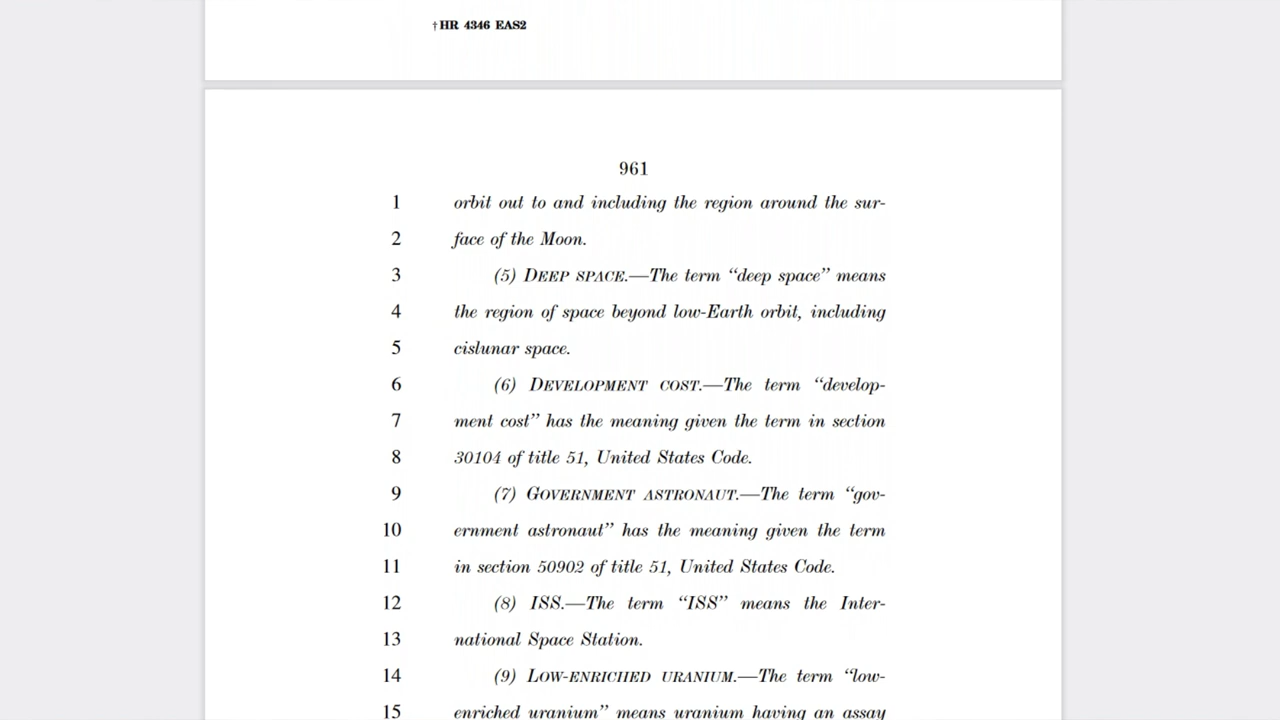 †HR 4346 EAS2
961
1 orbit out to and including the region around the sur-
2 face of the Moon.
3 (5) DEEP SPACE.—The term “deep space” means
4 the region of space beyond low-Earth orbit, including
5 cislunar space.
6 (6) DEVELOPMENT COST.—The term “develop-
7 ment cost” has the meaning given the term in section
8 30104 of title 51, United States Code.
9 (7) GOVERNMENT ASTRONAUT.—The term “gov-
10 ernment astronaut” has the meaning given the term
11 in section 50902 of title 51, United States Code.
12 (8) ISS.—The term “ISS” means the Inter-
13 national Space Station.
14 (9) LOW-ENRICHED URANIUM.—The term “low-
15 enriched uranium” means uranium having an assay